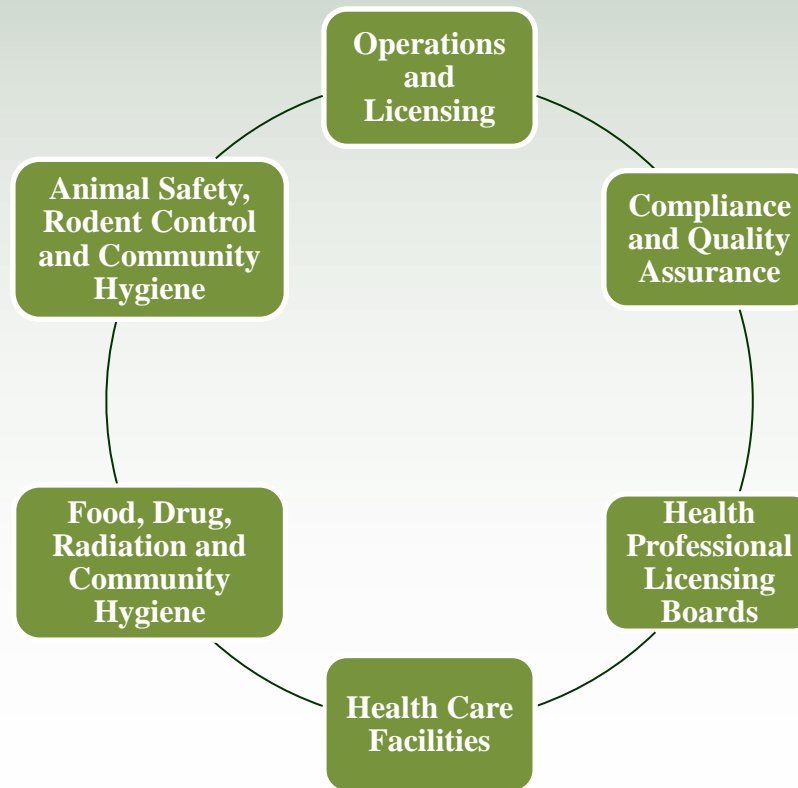 Operations
and
Licensing
Compliance
and Quality
Assurance
Health
Professional
Licensing
Boards
Health Care
Facilities
Food, Drug,
Radiation and
Community
Hygiene
Animal Safety,
Rodent Control
and Community
Hygiene